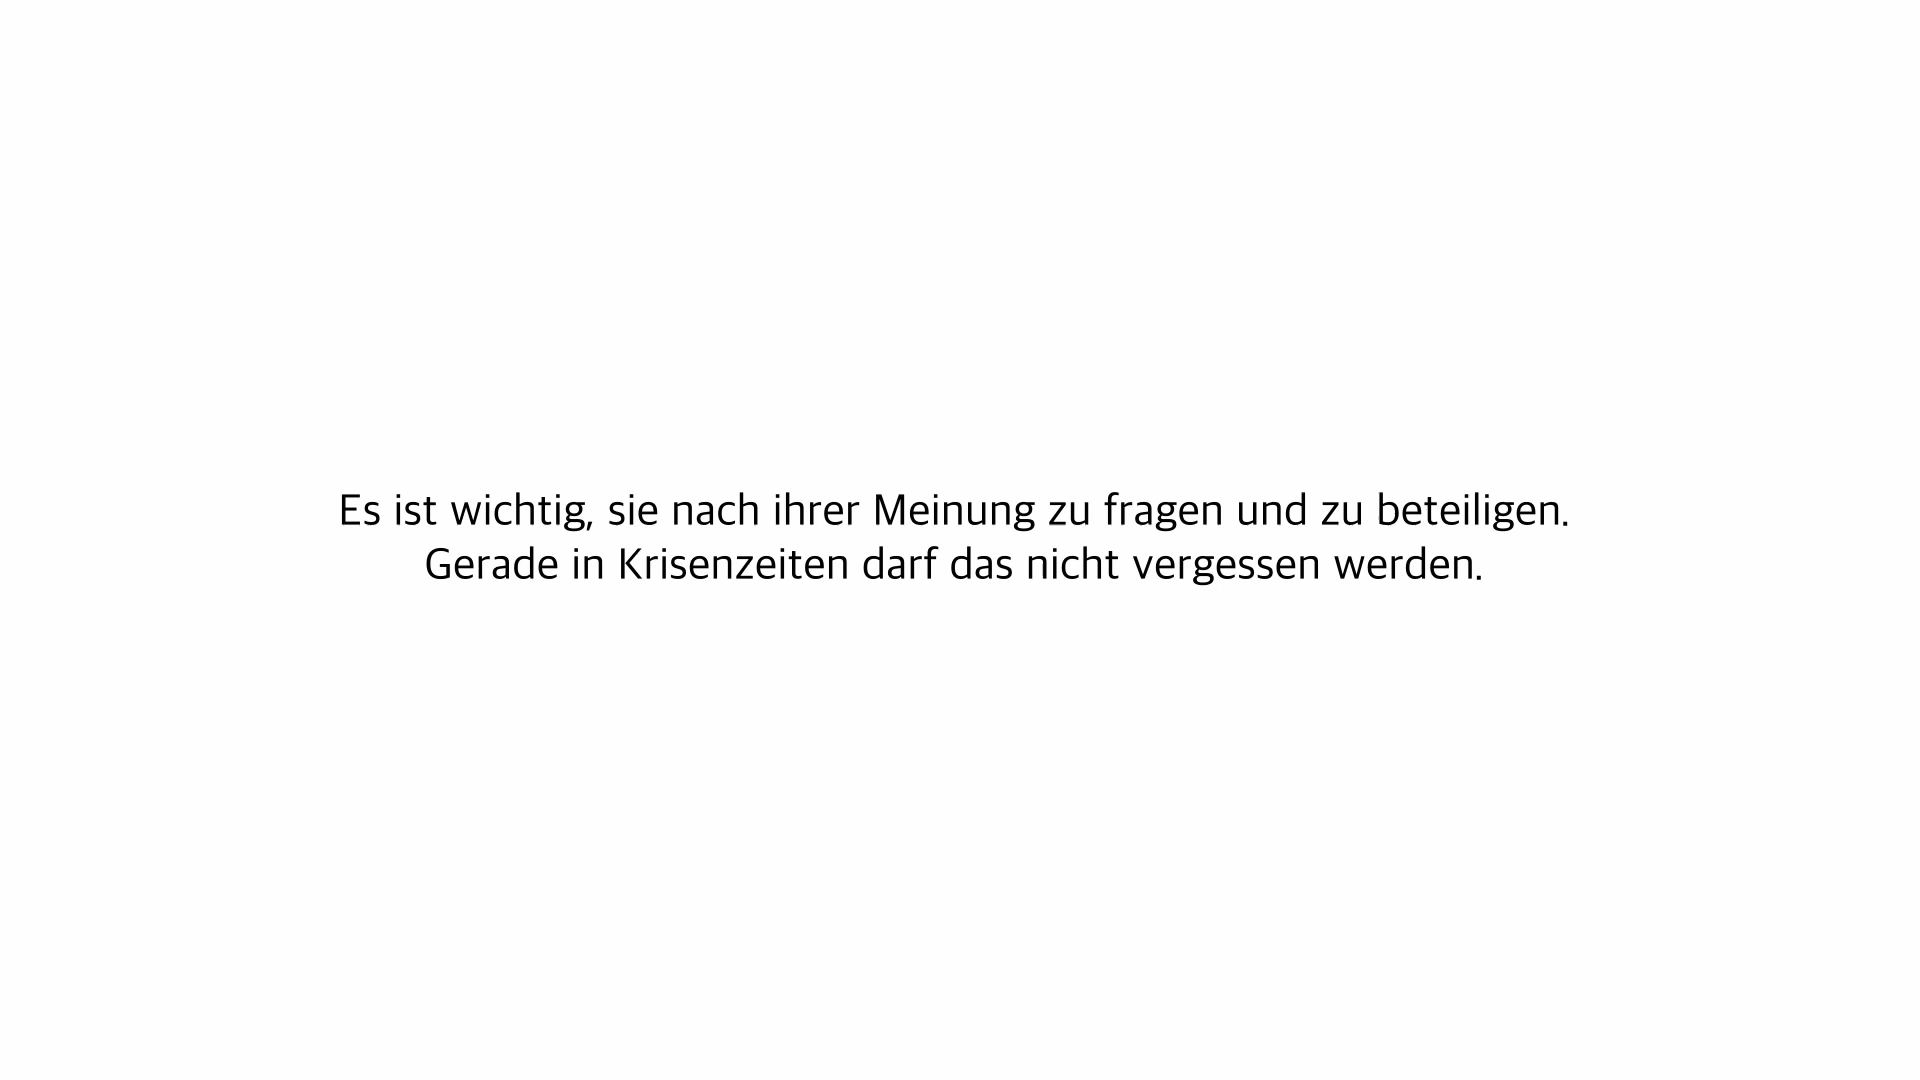 Es ist wichtig, sie nach ihrer Meinung zu fragen und zu beteiligen.
Gerade in Krisenzeiten darf das nicht vergessen werden.